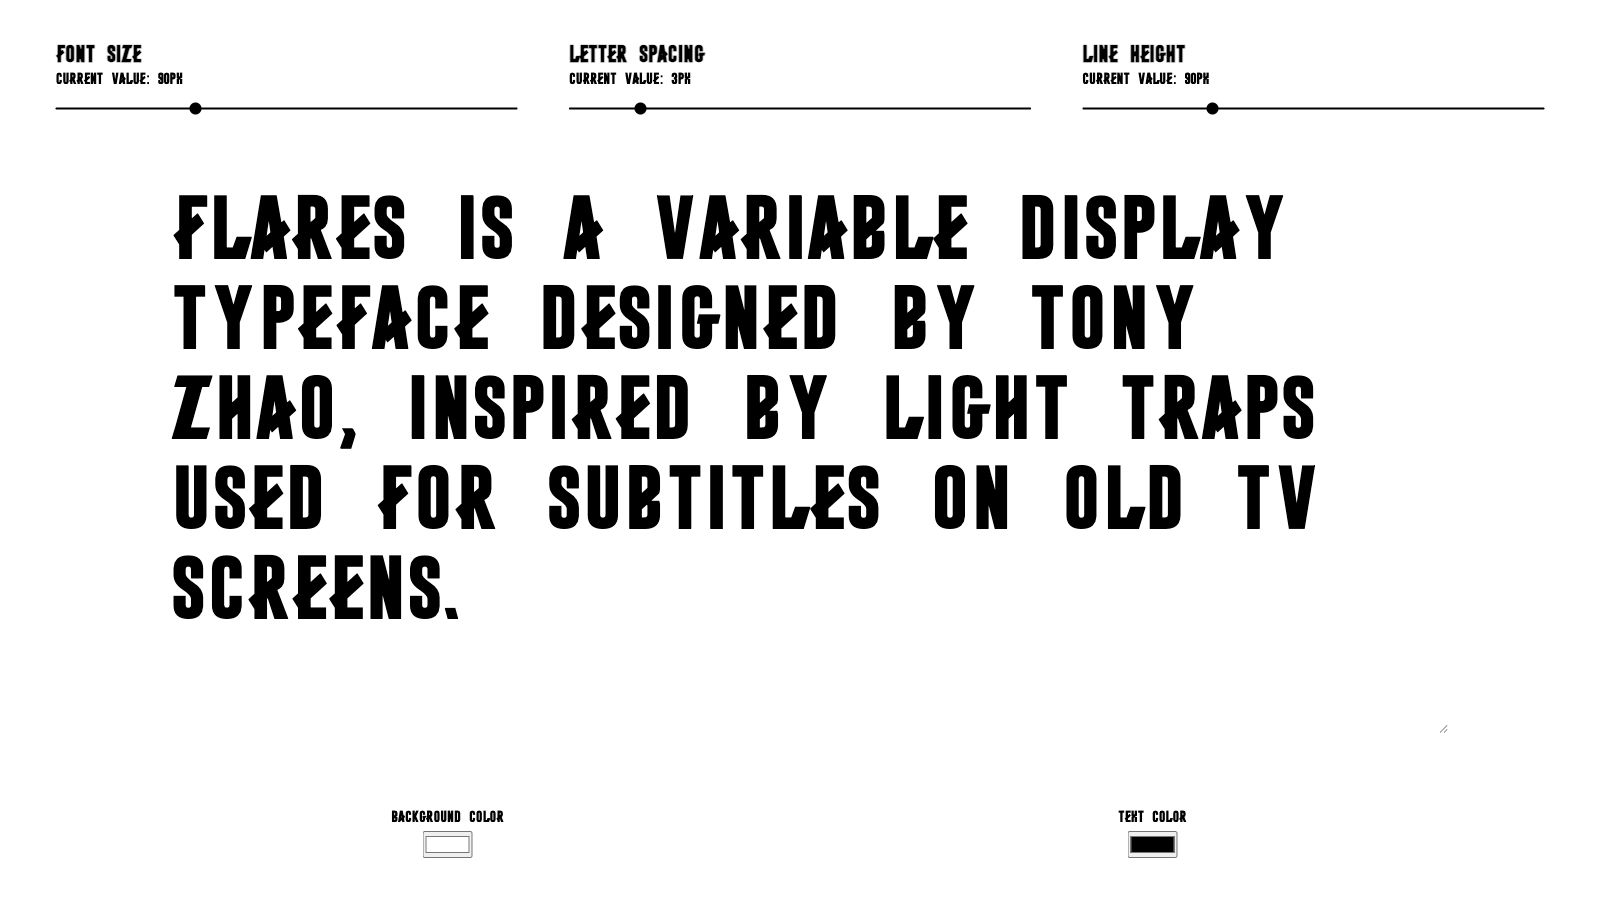 FONT SIZE
CURRENT VALUE: 90PX
LETTER SPACING
CURRENT VALUE: 3PX
LINE HEIGHT
CURRENT VALUE: 90PX
FLARES IS A VARIABLE DISPLAY
TYPEFACE DESIGNED BY TONY
ZHAO, INSPIRED BY LIGHT TRAPS
USED FOR SUBTITLES ON OLD TV
SCREENS.
BACKGROUND COLOR
TEXT COLOR